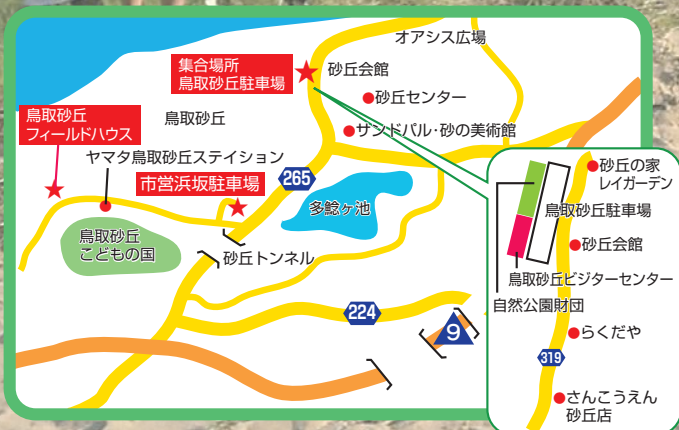 オアシス広場
集合場所
鳥取砂丘駐車場
砂丘会館
砂丘センター
鳥取砂丘
フィールドハウス
鳥取砂丘
サンドパル・砂の美術館
ヤマタ鳥取砂丘ステイション
市営浜坂駐車場
265
多鯰ヶ池
鳥取砂丘
こどもの国
砂丘トンネル
224
9
砂丘の家
レイガーデン
鳥取砂丘駐車場
砂丘会館
鳥取砂丘ビジターセンター
自然公園財団
らくだや
319
さんこうえん
砂丘店